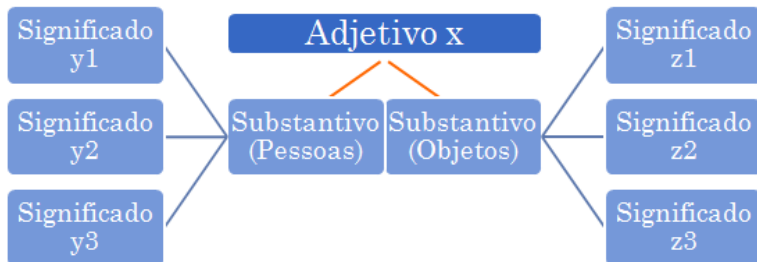 Significado
y1
Adjetivo x
Significado
z1
Significado
y2
Substantivo
(Pessoas)
Substantivo
(Objetos)
Significado
z2
Significado
y3
Significado
z3